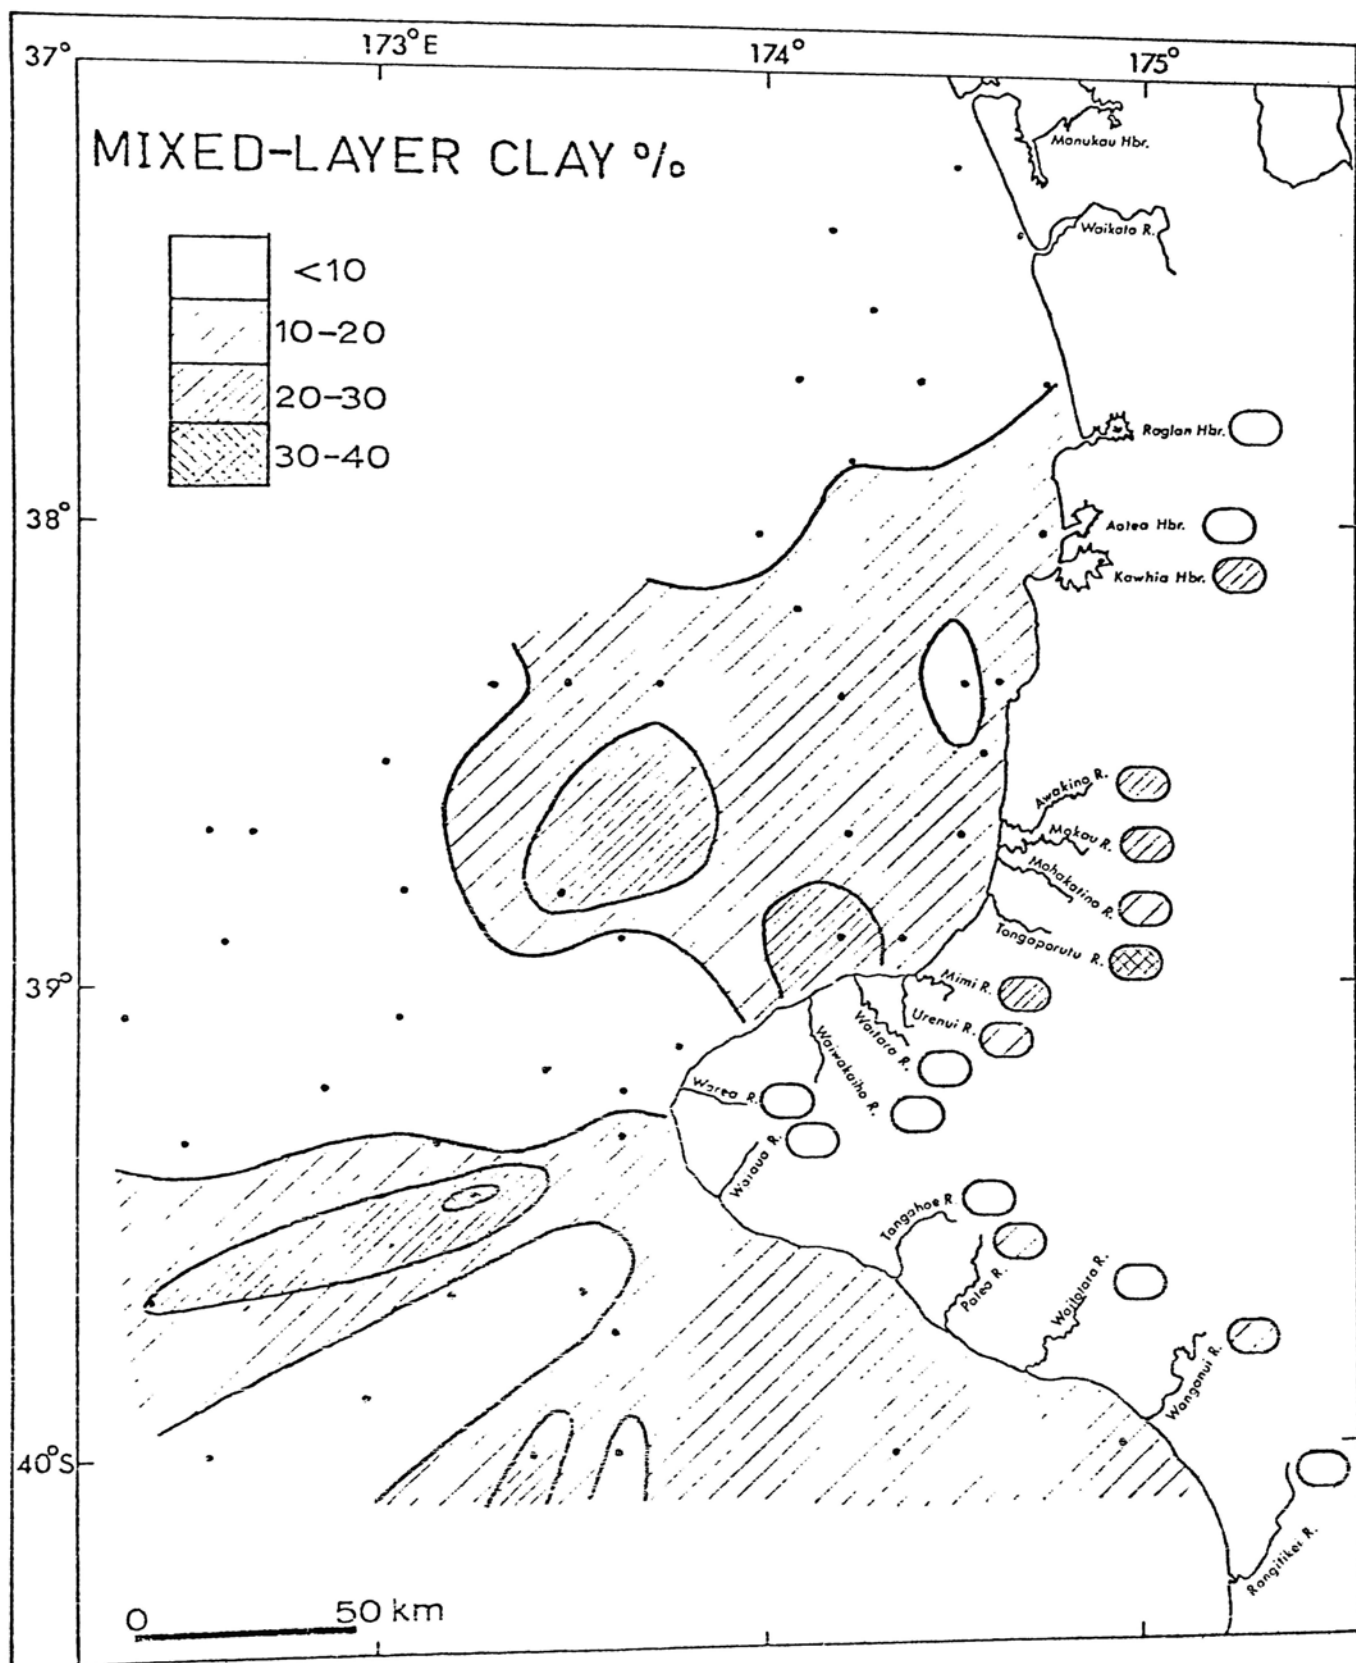 173°E 174° 175°
37°
MIXED-LAYER CLAY %
<10
10-20
20-30
30-40
Manukau Hbr.
Waikato R.
Raglan Hbr.
38°
Aotea Hbr.
Kawhia Hbr.
Awakino R.
Mokau R.
Mohakatino R.
Tongaporutu R.
39°
Mimi R.
Urenui R.
Waitara R.
Waiwakaiho R.
Warea R.
Waiaua R.
Tangahoe R.
Patea R.
Waitotara R.
Wanganui R.
40°S
Rangitikei R.
0 50 km